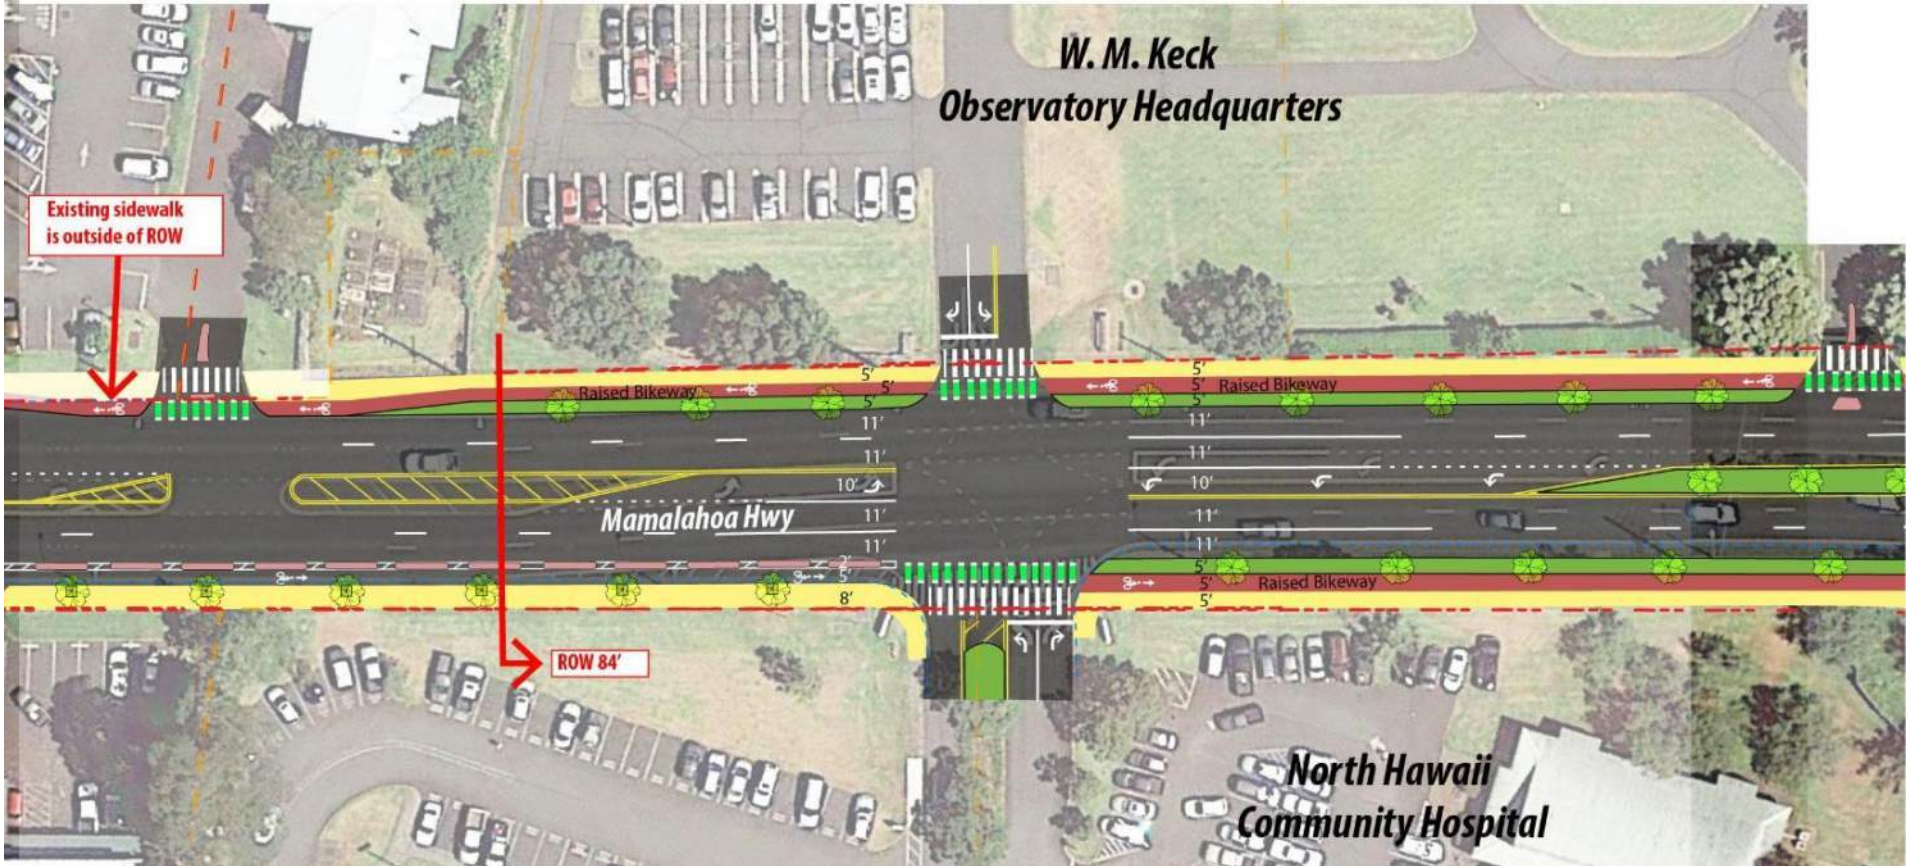 W. M. Keck
Observatory Headquarters
Existing sidewalk
is outside of ROW
5'
5'
Raised Bikeway
5'
5'
5'
Raised Bikeway
5'
11'
11'
11'
11'
10'
10'
Mamalahoa Hwy
11'
11'
11'
11'
2'
5'
8'
5'
5'
Raised Bikeway
5'
ROW 84'
North Hawaii
Community Hospital